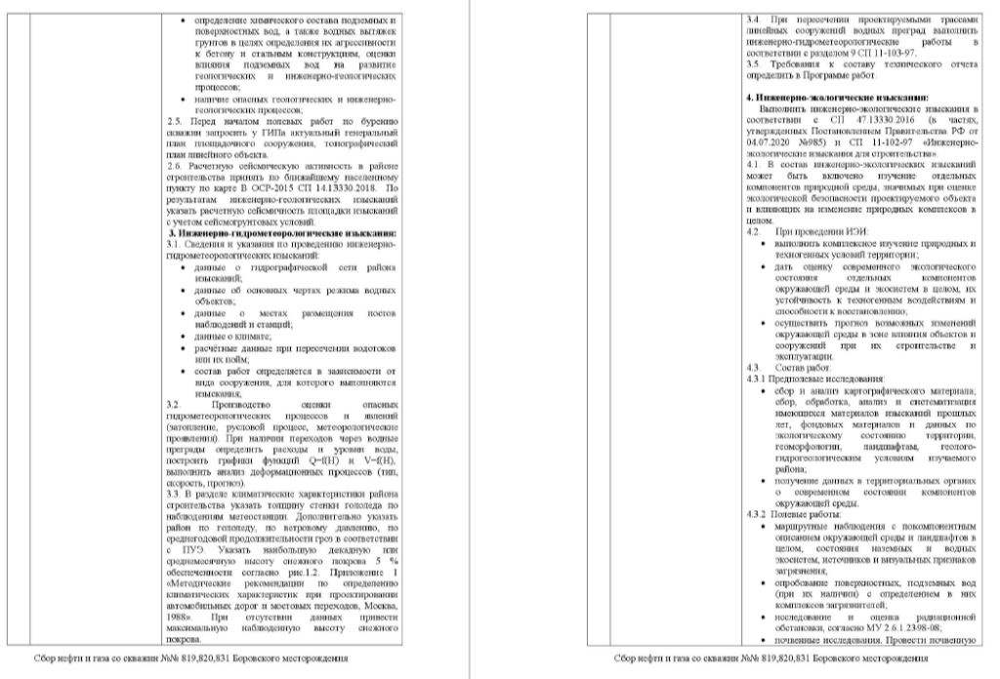 • определение химического состава подземных и
поверхностных вод, а также водных вытяжек
грунтов в целях определения их агрессивности
к бетону и стальным конструкциям, оценки
влияния подземных вод на развитие
геологических и инженерно-геологических
процессов;
• наличие опасных геологических и инженерно-
геологических процессов;
2.5. Перед началом полевых работ по бурению
скважин запросить у ГИПа актуальный генеральный
план площадочного сооружения, топографический
план линейного объекта.
2.6. Расчетную сейсмическую активность в районе
строительства принять по ближайшему населенному
пункту по карте В ОСР-2015 СП 14.13330.2018. По
результатам инженерно-геологических изысканий
указать расчетную сейсмичность площадки изысканий
с учетом сейсмогрунтовых условий.
3. Инженерно-гидрометеорологические изыскания:
3.1. Сведения и указания по проведению инженерно-
гидрометеорологических изысканий:
• данные о гидрографической сети района
изысканий;
• данные об основных чертах режима водных
объектов;
• данные о местах размещения постов
наблюдений и станций;
• данные о климате;
• расчётные данные при пересечении водотоков
или их пойм;
• состав работ определяется в зависимости от
вида сооружения, для которого выполняются
изыскания;
3.2. Производство оценки опасных
гидрометеорологических процессов и явлений
(затопление, русловой процесс, метеорологические
проявления). При наличии переходов через водные
преграды определить расходы и уровни воды,
построить графики функций Q=f(H) и V=f(H),
выполнить анализ деформационных процессов (тип,
скорость, прогноз).
3.3. В разделе климатические характеристики района
строительства указать толщину стенки гололеда по
наблюдениям метеостанции. Дополнительно указать
район по гололеду, по ветровому давлению, по
среднегодовой продолжительности гроз в соответствии
с ПУЭ. Указать наибольшую декадную или
среднемесячную высоту снежного покрова 5 %
обеспеченности согласно рис.1.2. Приложение 1
«Методические рекомендации по определению
климатических характеристик при проектировании
автомобильных дорог и мостовых переходов, Москва,
1988». При отсутствии данных привести
максимальную наблюденную высоту снежного
покрова.
Сбор нефти и газа со скважин №№ 819,820,831 Боровского месторождения
3.4. При пересечении проектируемыми трассами
линейных сооружений водных преград выполнить
инженерно-гидрометеорологические работы в
соответствии с разделом 9 СП 11-103-97.
3.5. Требования к составу технического отчета
определить в Программе работ.
4. Инженерно-экологические изыскания:
Выполнить инженерно-экологические изыскания в
соответствии с СП 47.13330.2016 (в частях,
утвержденных Постановлением Правительства РФ от
04.07.2020 №985) и СП 11-102-97 «Инженерно-
экологические изыскания для строительства».
4.1. В состав инженерно-экологических изысканий
может быть включено изучение отдельных
компонентов природной среды, значимых при оценке
экологической безопасности проектируемого объекта
и влияющих на изменение природных комплексов в
целом.
4.2. При проведении ИЭИ:
• выполнить комплексное изучение природных и
техногенных условий территории;
• дать оценку современного экологического
состояния отдельных компонентов
окружающей среды и экосистем в целом, их
устойчивость к техногенным воздействиям и
способности к восстановлению;
• осуществить прогноз возможных изменений
окружающей среды в зоне влияния объектов и
сооружений при их строительстве и
эксплуатации.
4.3. Состав работ:
4.3.1 Предполевые исследования:
• сбор и анализ картографического материала;
сбор, обработка, анализ и систематизация
имеющихся материалов изысканий прошлых
лет, фондовых материалов и данных по
экологическому состоянию территории,
геоморфологии, ландшафтам, геолого-
гидрогеологическим условиям изучаемого
района;
• получение данных в территориальных органах
о современном состоянии компонентов
окружающей среды.
4.3.2 Полевые работы:
• маршрутные наблюдения с покомпонентным
описанием окружающей среды и ландшафтов в
целом, состояния наземных и водных
экосистем, источников и визуальных признаков
загрязнения;
• опробование поверхностных, подземных вод
(при их наличии) с определением в них
комплексов загрязнителей;
• исследование и оценка радиационной
обстановки, согласно МУ 2.6.1.2398-08;
• почвенные исследования. Провести почвенную
Сбор нефти и газа со скважин №№ 819,820,831 Боровского месторождения